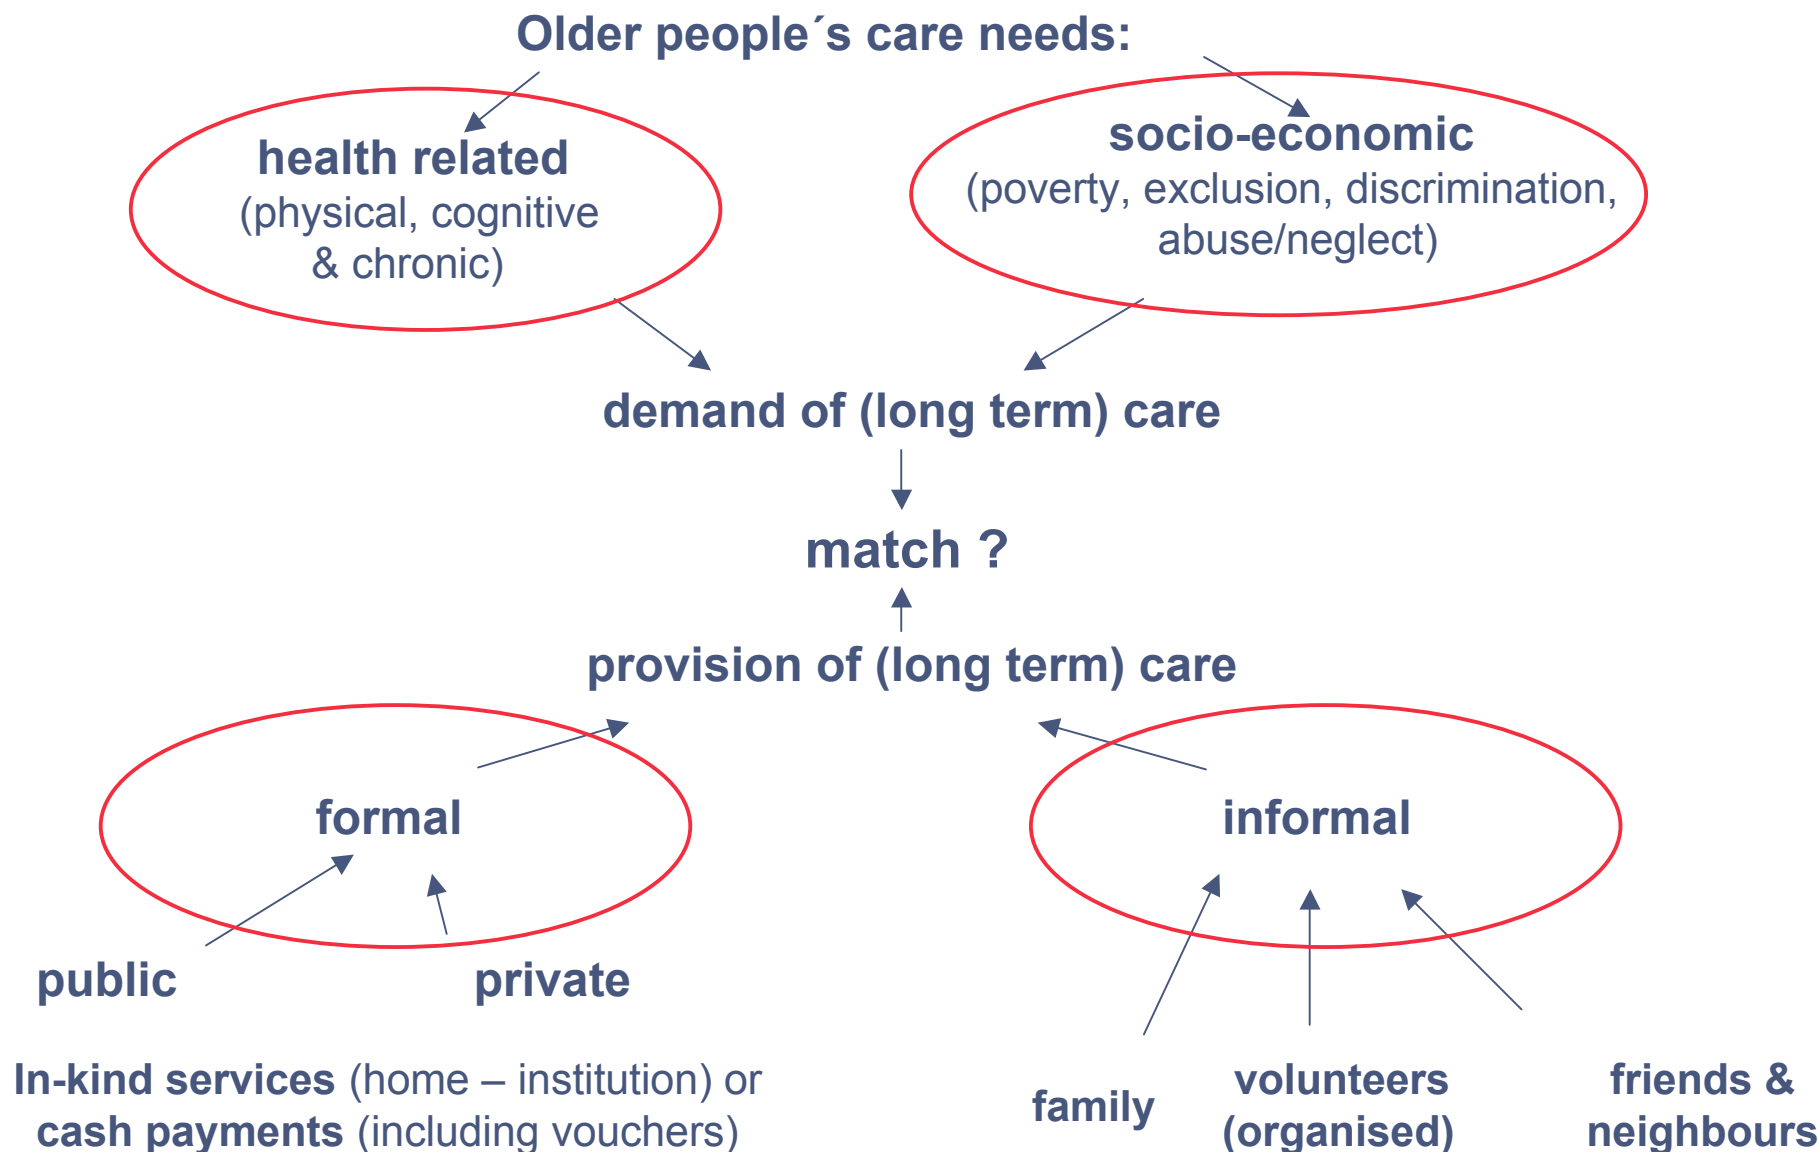 Older people´s care needs:
health related
(physical, cognitive
& chronic)
socio-economic
(poverty, exclusion, discrimination,
abuse/neglect)
demand of (long term) care
match ?
provision of (long term) care
formal
informal
public
private
In-kind services (home – institution) or
cash payments (including vouchers)
family
volunteers
(organised)
friends &
neighbours